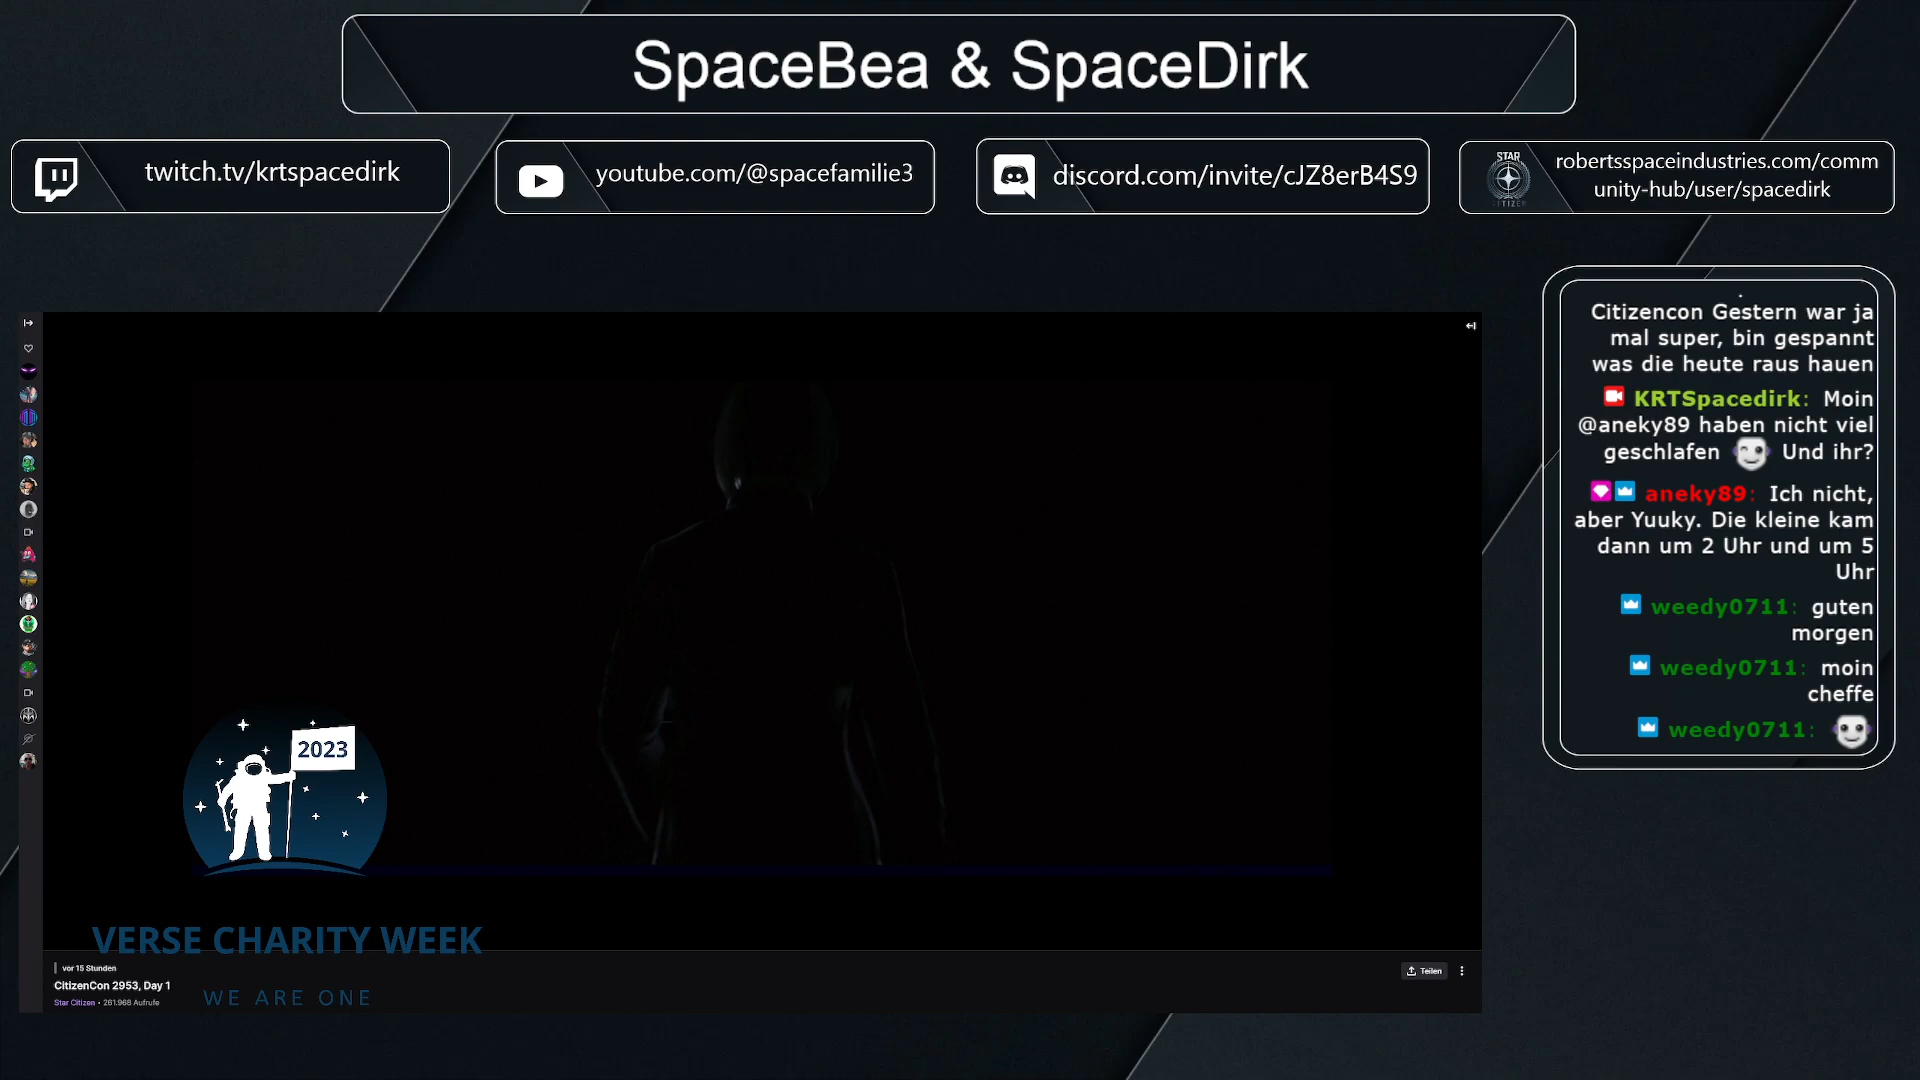 SpaceBea & SpaceDirk
twitch.tv/krtspacedirk
youtube.com/@spacefamilie3
discord.com/invite/cJZ8erB4S9
STAR
CITIZEN
robertsspaceindustries.com/comm
unity-hub/user/spacedirk
Citizencon Gestern war ja
mal super, bin gespannt
was die heute raus hauen
KRTSpacedirk: Moin
@aneky89 haben nicht viel
geschlafen Und ihr?
aneky89: Ich nicht,
aber Yuuky. Die kleine kam
dann um 2 Uhr und um 5
Uhr
weedy0711: guten
morgen
weedy0711: moin
cheffe
weedy0711:
2023
VERSE CHARITY WEEK
WE ARE ONE
vor 15 Stunden
CitizenCon 2953, Day 1
Star Citizen • 261.968 Aufrufe
Teilen